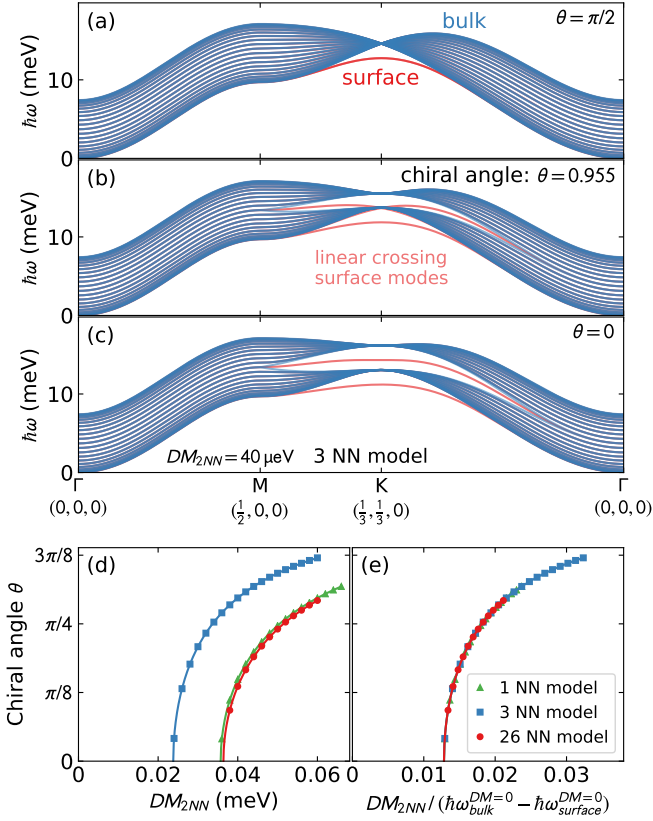 (a)
bulk
θ = π/2
surface
ħω (meV)
10
0
(b)
chiral angle: θ = 0.955
linear crossing
surface modes
ħω (meV)
10
0
(c)
θ = 0
ħω (meV)
10
0
DM2NN = 40 μeV 3 NN model
Γ M K Γ
(0, 0, 0) (1/2, 0, 0) (1/3, 1/3, 0) (0, 0, 0)
(d)
(e)
Chiral angle θ
3π/8
π/4
π/8
0
1 NN model
3 NN model
26 NN model
0 0.02 0.04 0.06
0 0.01 0.02 0.03
DM2NN (meV)
DM2NN / (ħω^{DM=0}_{bulk} − ħω^{DM=0}_{surface})